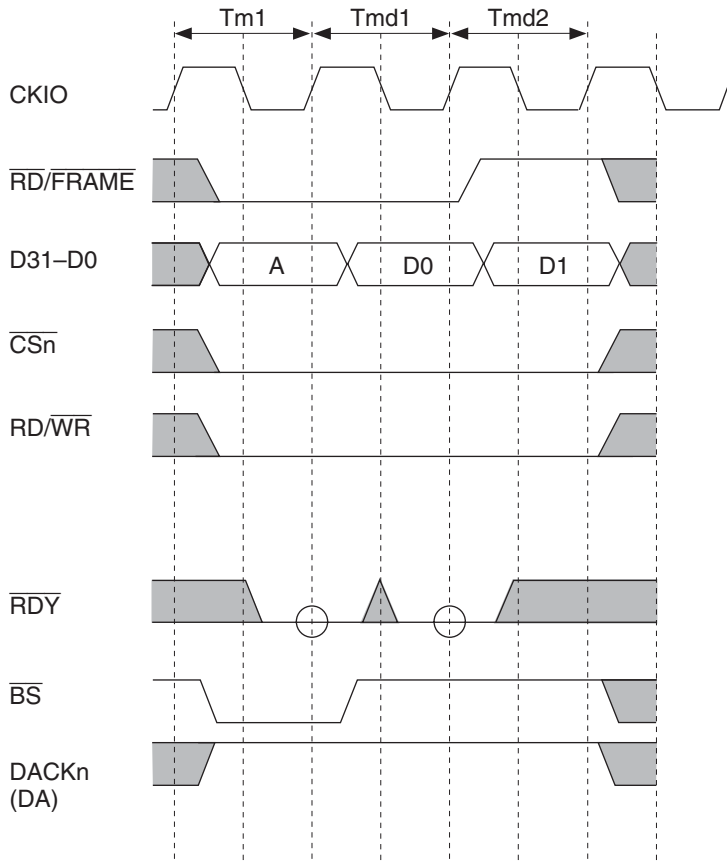 Tm1 Tmd1 Tmd2
CKIO
RD/FRAME
D31–D0 A D0 D1
CSn
RD/WR
RDY
BS
DACKn
(DA)